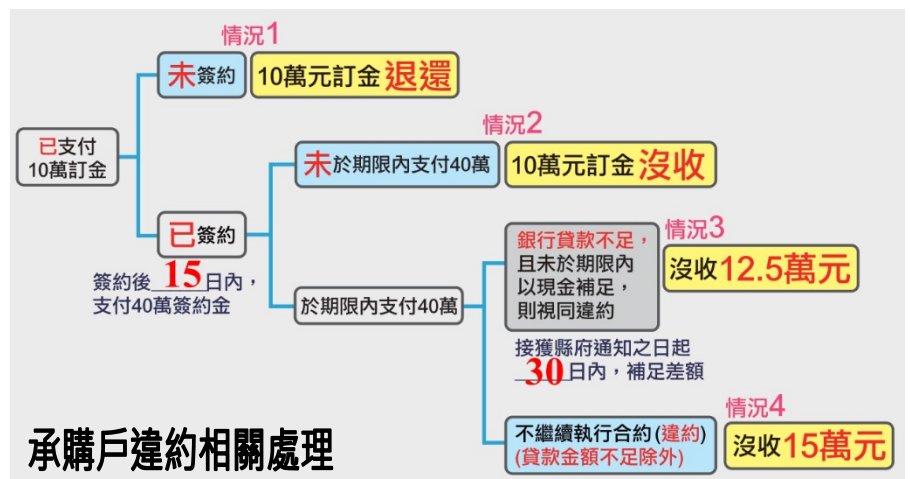 情況1
未簽約
10萬元訂金退還
已支付
10萬訂金
情況2
未於期限內支付40萬
10萬元訂金沒收
已簽約
簽約後15日內，
支付40萬簽約金
於期限內支付40萬
銀行貸款不足，
且未於期限內
以現金補足，
則視同違約
情況3
沒收12.5萬元
接獲縣府通知之日起
30日內，補足差額
情況4
不繼續執行合約(違約)
(貸款金額不足除外)
沒收15萬元
承購戶違約相關處理